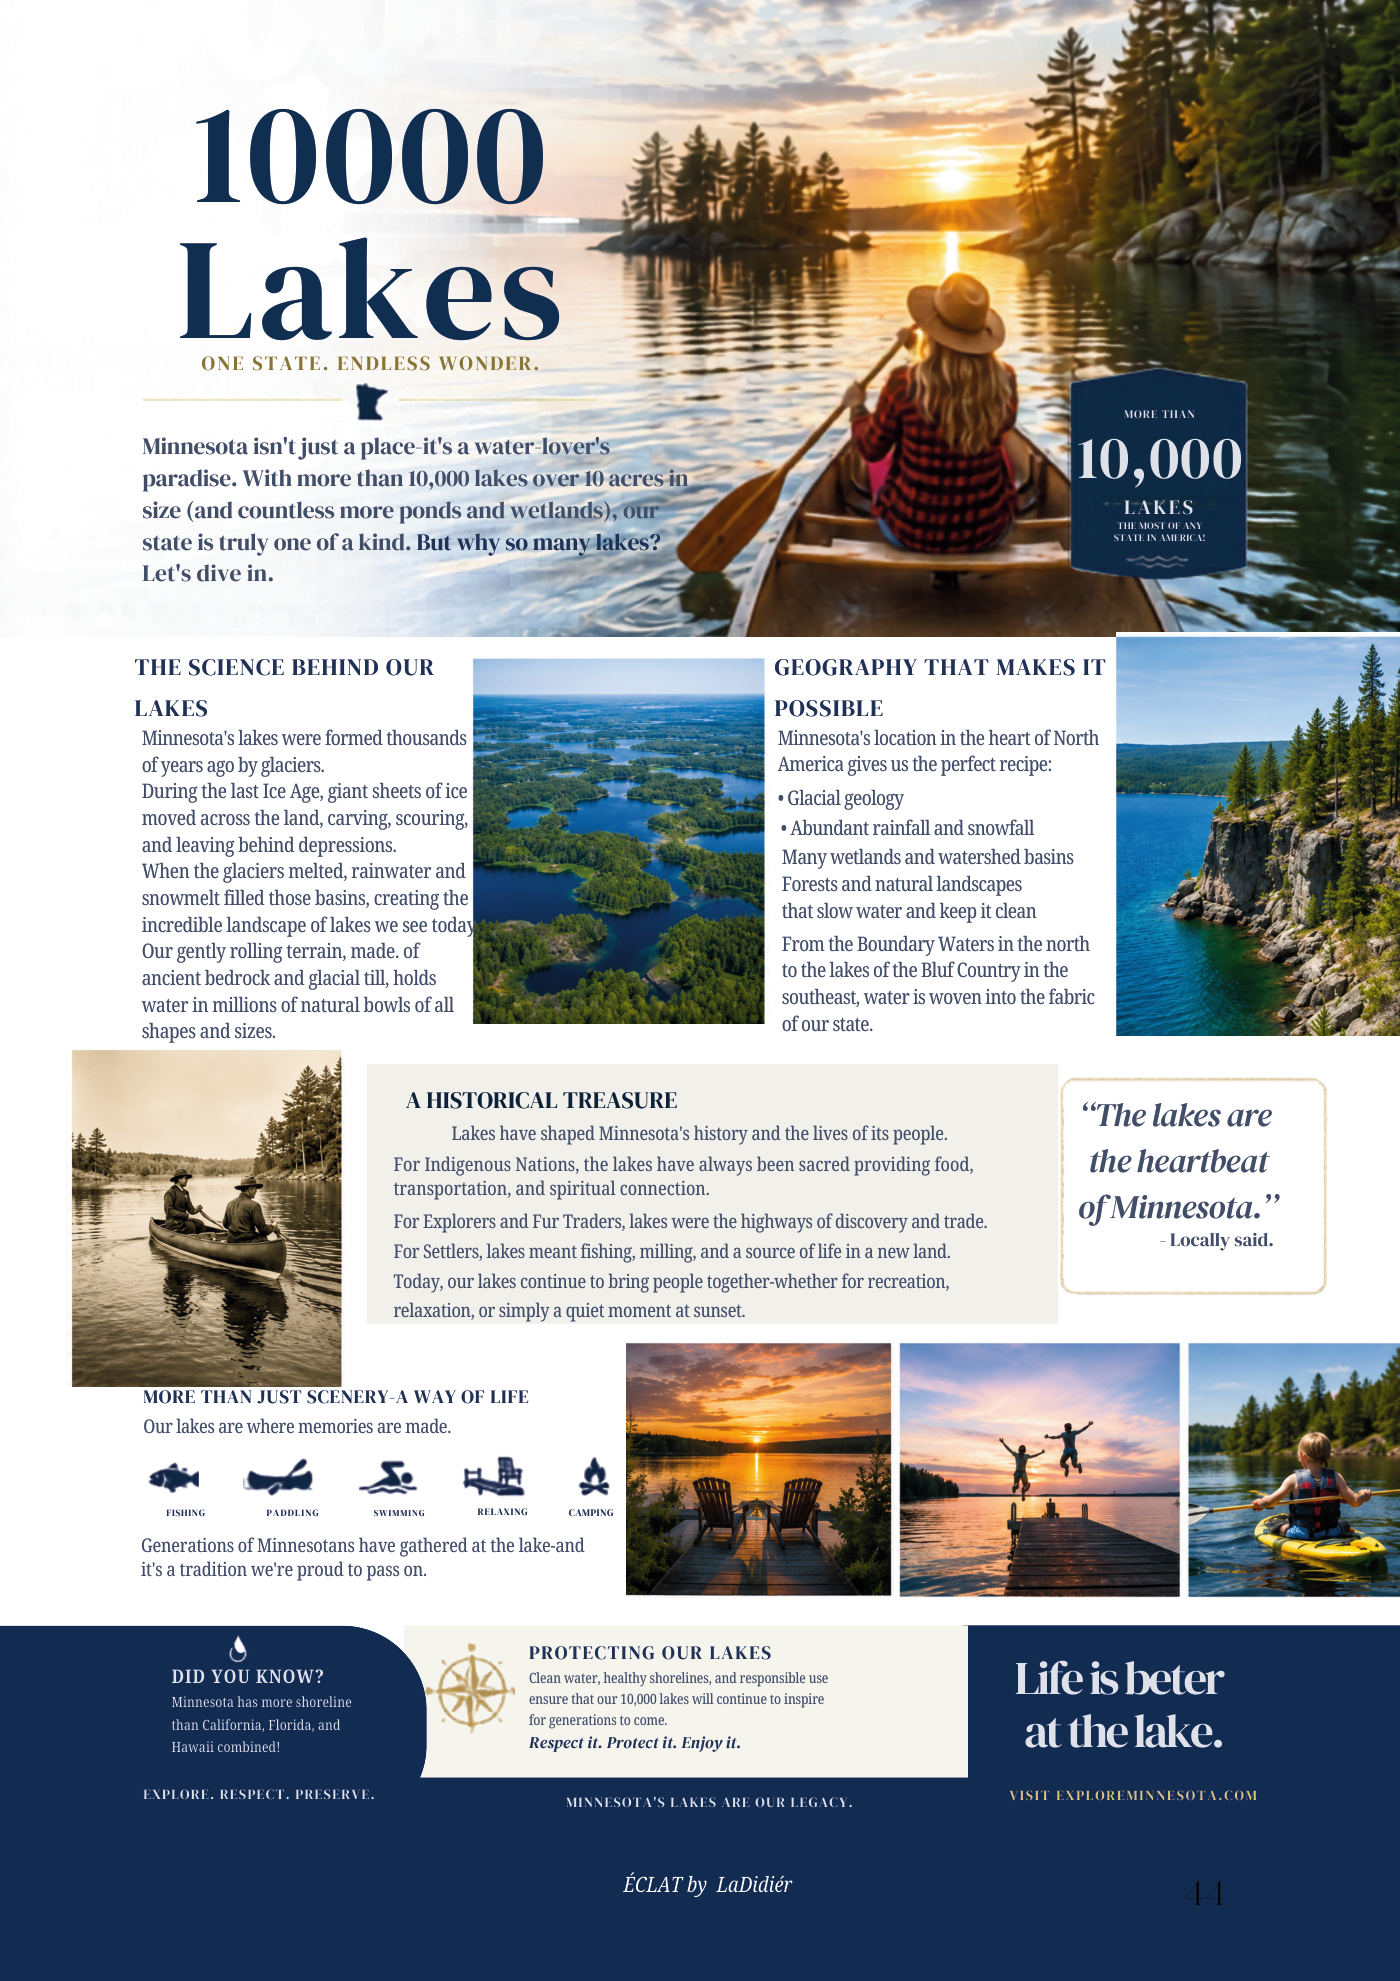 10000
Lakes
ONE STATE. ENDLESS WONDER.
Minnesota isn't just a place-it's a water-lover's
paradise. With more than 10,000 lakes over 10 acres in
size (and countless more ponds and wetlands), our
state is truly one of a kind. But why so many lakes?
Let's dive in.
MORE THAN
10,000
LAKES
THE MOST OF ANY
STATE IN AMERICA!
THE SCIENCE BEHIND OUR
LAKES
Minnesota's lakes were formed thousands
of years ago by glaciers.
During the last Ice Age, giant sheets of ice
moved across the land, carving, scouring,
and leaving behind depressions.
When the glaciers melted, rainwater and
snowmelt filled those basins, creating the
incredible landscape of lakes we see today
Our gently rolling terrain, made. of
ancient bedrock and glacial till, holds
water in millions of natural bowls of all
shapes and sizes.
GEOGRAPHY THAT MAKES IT
POSSIBLE
Minnesota's location in the heart of North
America gives us the perfect recipe:
• Glacial geology
• Abundant rainfall and snowfall
Many wetlands and watershed basins
Forests and natural landscapes
that slow water and keep it clean
From the Boundary Waters in the north
to the lakes of the Bluf Country in the
southeast, water is woven into the fabric
of our state.
A HISTORICAL TREASURE
Lakes have shaped Minnesota's history and the lives of its people.
For Indigenous Nations, the lakes have always been sacred providing food,
transportation, and spiritual connection.
For Explorers and Fur Traders, lakes were the highways of discovery and trade.
For Settlers, lakes meant fishing, milling, and a source of life in a new land.
Today, our lakes continue to bring people together-whether for recreation,
relaxation, or simply a quiet moment at sunset.
“The lakes are
the heartbeat
of Minnesota.”
- Locally said.
MORE THAN JUST SCENERY-A WAY OF LIFE
Our lakes are where memories are made.
FISHING PADDLING SWIMMING RELAXING CAMPING
Generations of Minnesotans have gathered at the lake-and
it's a tradition we're proud to pass on.
DID YOU KNOW?
Minnesota has more shoreline
than California, Florida, and
Hawaii combined!
EXPLORE. RESPECT. PRESERVE.
PROTECTING OUR LAKES
Clean water, healthy shorelines, and responsible use
ensure that our 10,000 lakes will continue to inspire
for generations to come.
Respect it. Protect it. Enjoy it.
MINNESOTA'S LAKES ARE OUR LEGACY.
Life is beter
at the lake.
VISIT EXPLOREMINNESOTA.COM
ÉCLAT by LaDidiér
44